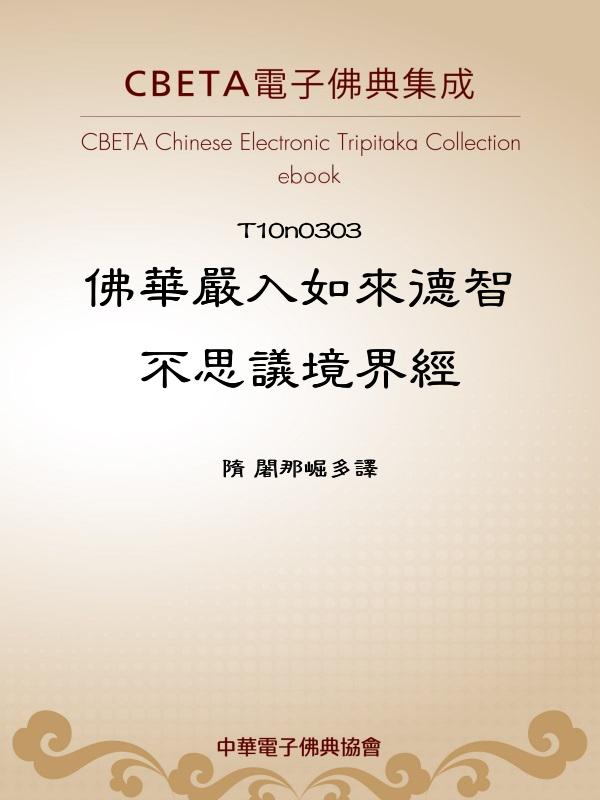 CBETA電子佛典集成
CBETA Chinese Electronic Tripitaka Collection
ebook
T10n0303
佛華嚴入如來德智
不思議境界經
隋 闍那崛多譯
中華電子佛典協會